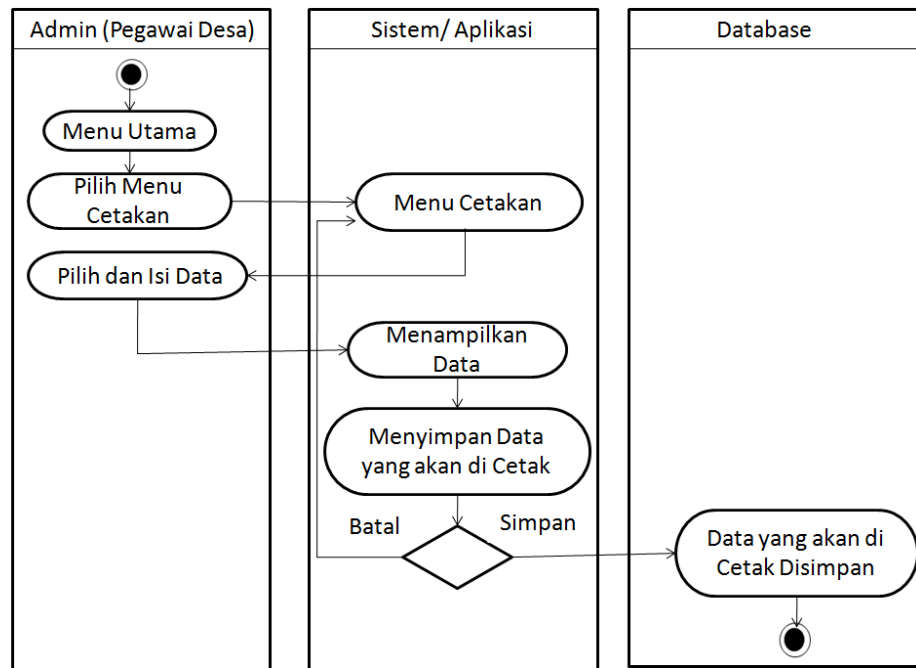 Admin (Pegawai Desa)
Sistem/ Aplikasi
Database
Menu Utama
Pilih Menu
Cetakan
Menu Cetakan
Pilih dan Isi Data
Menampilkan
Data
Menyimpan Data
yang akan di Cetak
Batal
Simpan
Data yang akan di
Cetak Disimpan